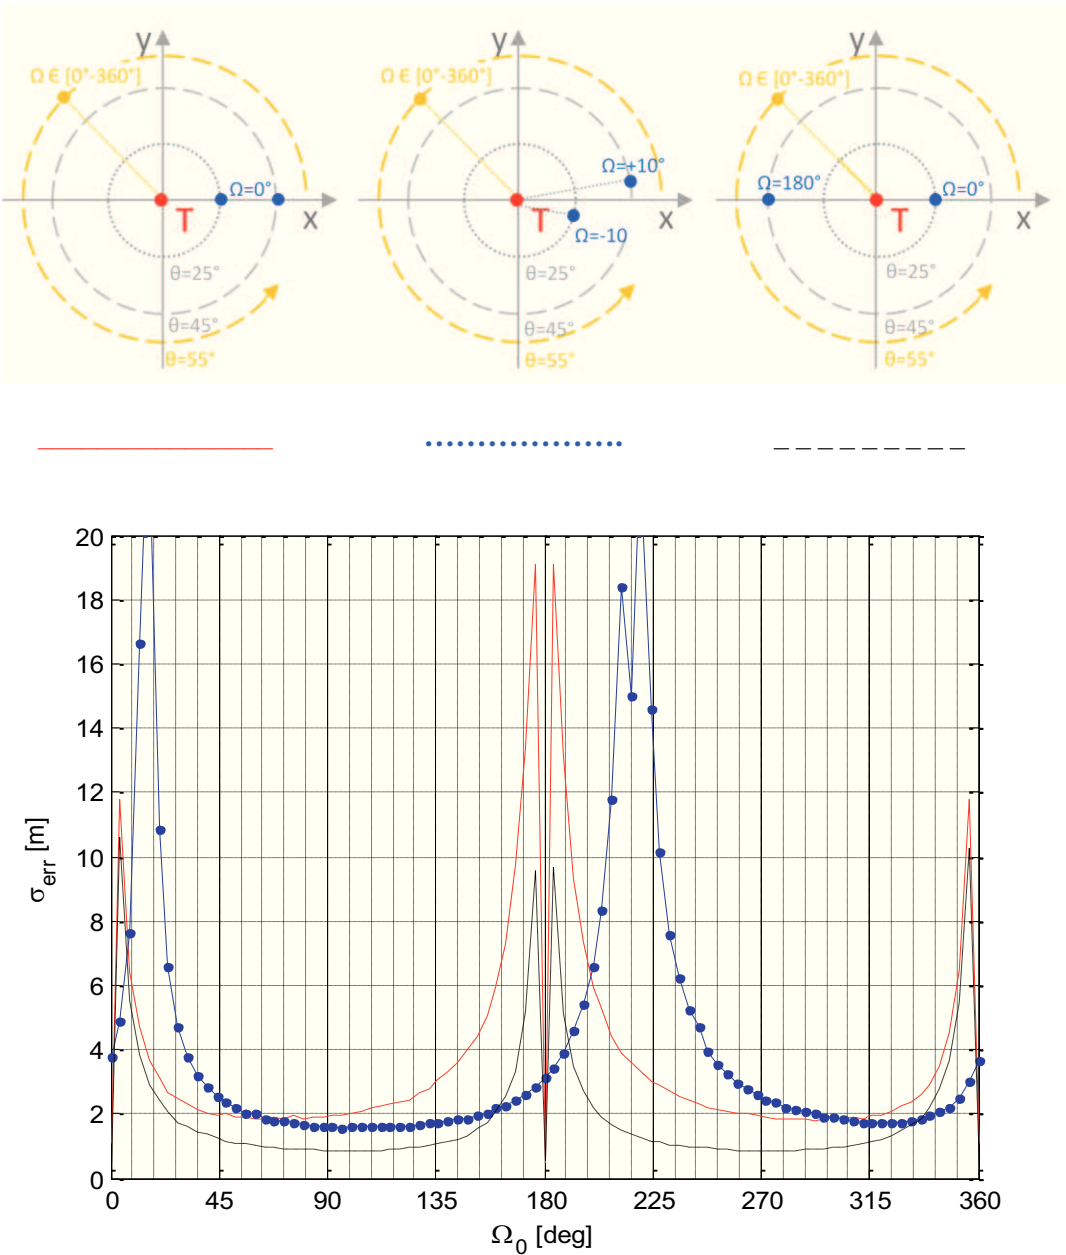 y
Ω ∈ [0°-360°]
Ω=0°
T
x
θ=25°
θ=45°
θ=55°
y
Ω ∈ [0°-360°]
Ω=+10°
T
x
Ω=-10
θ=25°
θ=45°
θ=55°
y
Ω ∈ [0°-360°]
Ω=180°
Ω=0°
T
x
θ=25°
θ=45°
θ=55°
20
18
16
14
12
10
8
6
4
2
0
σerr [m]
0 45 90 135 180 225 270 315 360
Ω0 [deg]